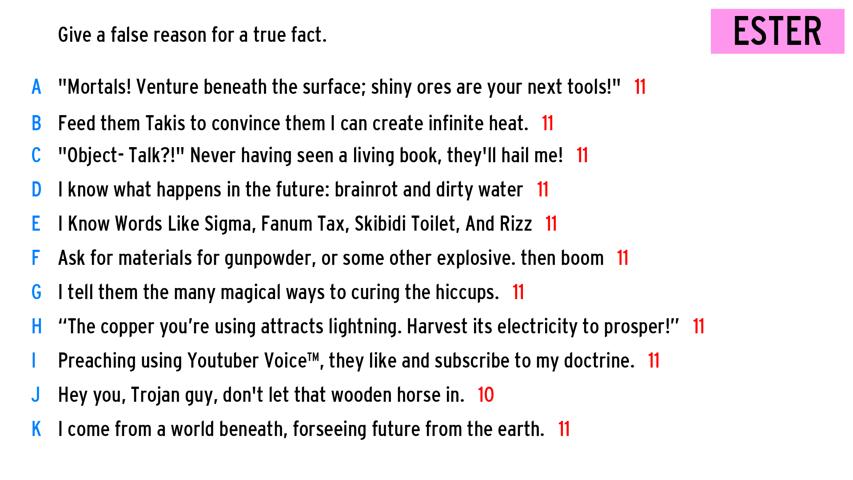 Give a false reason for a true fact.
ESTER
A "Mortals! Venture beneath the surface; shiny ores are your next tools!" 11
B Feed them Takis to convince them I can create infinite heat. 11
C "Object- Talk?!" Never having seen a living book, they'll hail me! 11
D I know what happens in the future: brainrot and dirty water 11
E I Know Words Like Sigma, Fanum Tax, Skibidi Toilet, And Rizz 11
F Ask for materials for gunpowder, or some other explosive. then boom 11
G I tell them the many magical ways to curing the hiccups. 11
H “The copper you’re using attracts lightning. Harvest its electricity to prosper!” 11
I Preaching using Youtuber Voice™, they like and subscribe to my doctrine. 11
J Hey you, Trojan guy, don't let that wooden horse in. 10
K I come from a world beneath, forseeing future from the earth. 11